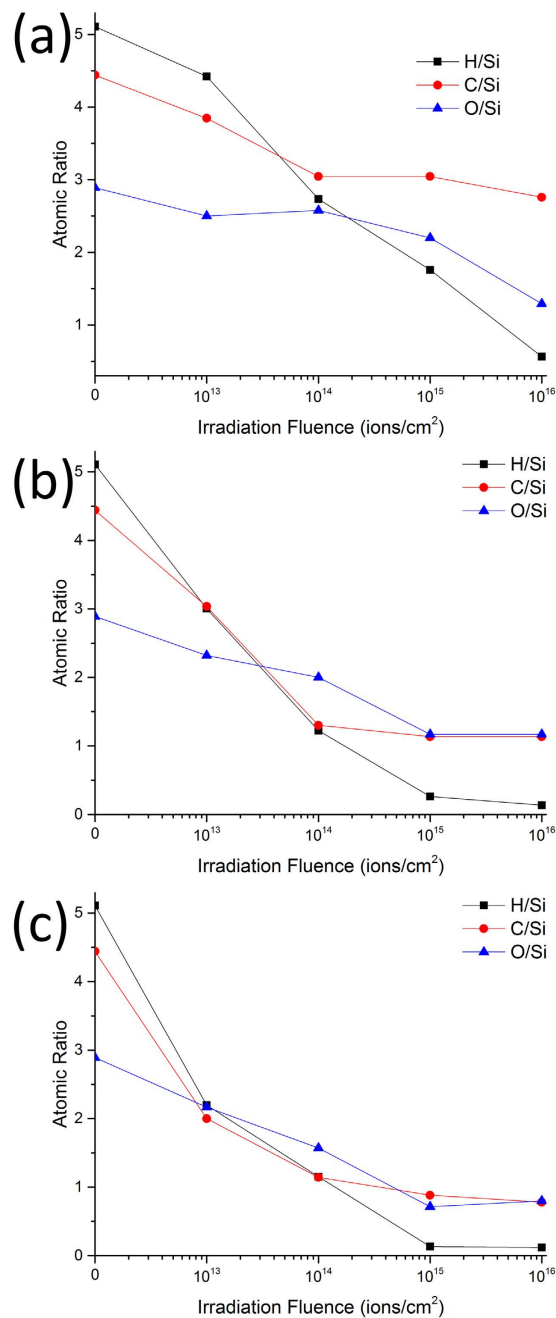 (a)
H/Si
C/Si
O/Si
5
4
3
2
1
Atomic Ratio
0 10¹³ 10¹⁴ 10¹⁵ 10¹⁶
Irradiation Fluence (ions/cm²)
(b)
H/Si
C/Si
O/Si
5
4
3
2
1
0
Atomic Ratio
0 10¹³ 10¹⁴ 10¹⁵ 10¹⁶
Irradiation Fluence (ions/cm²)
(c)
H/Si
C/Si
O/Si
5
4
3
2
1
0
Atomic Ratio
0 10¹³ 10¹⁴ 10¹⁵ 10¹⁶
Irradiation Fluence (ions/cm²)